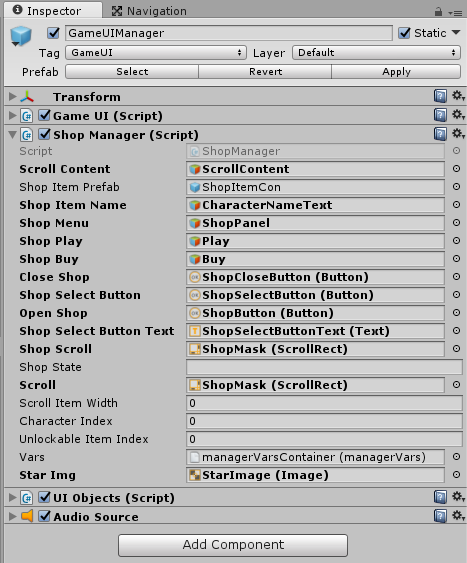 Inspector Navigation
GameUIManager Static
Tag GameUI Layer Default
Prefab Select Revert Apply
Transform
Game UI (Script)
Shop Manager (Script)
Script ShopManager
Scroll Content ScrollContent
Shop Item Prefab ShopItemCon
Shop Item Name CharacterNameText
Shop Menu ShopPanel
Shop Play Play
Shop Buy Buy
Close Shop ShopCloseButton (Button)
Shop Select Button ShopSelectButton (Button)
Open Shop ShopButton (Button)
Shop Select Button Text ShopSelectButtonText (Text)
Shop Scroll ShopMask (ScrollRect)
Shop State
Scroll ShopMask (ScrollRect)
Scroll Item Width 0
Character Index 0
Unlockable Item Index 0
Vars managerVarsContainer (managerVars)
Star Img StarImage (Image)
UI Objects (Script)
Audio Source
Add Component